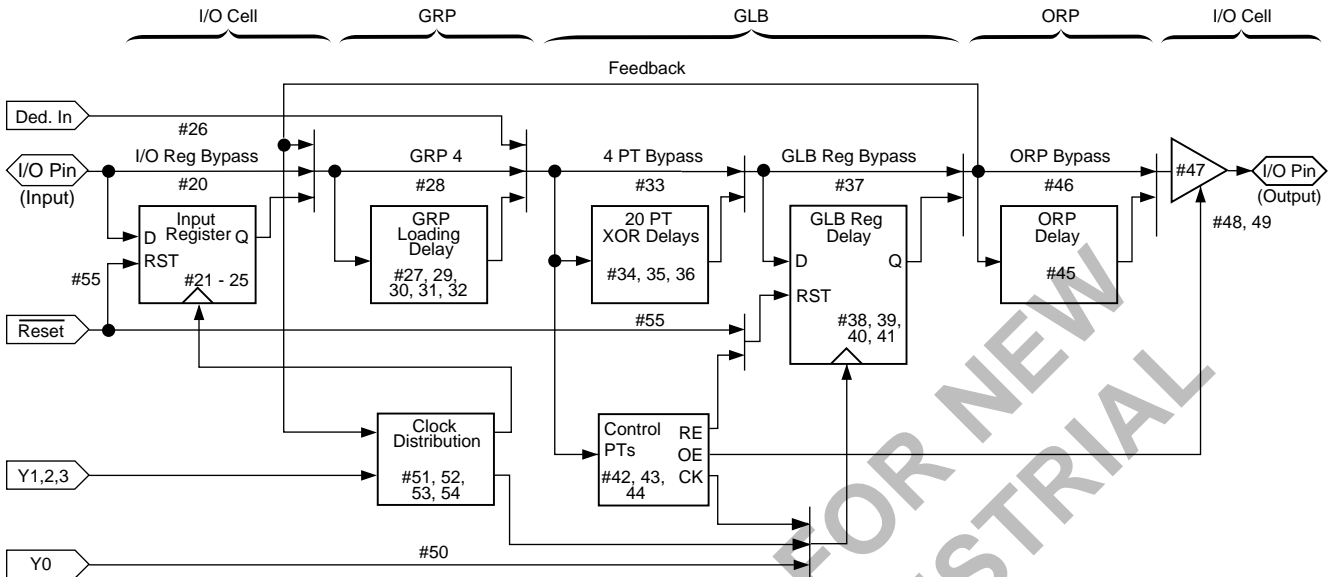 I/O Cell
GRP
GLB
ORP
I/O Cell
Feedback
Ded. In
#26
I/O Pin
(Input)
I/O Reg Bypass
#20
GRP 4
#28
4 PT Bypass
#33
GLB Reg Bypass
#37
ORP Bypass
#46
#47
I/O Pin
(Output)
#48, 49
Input
Register
D
Q
RST
#21 - 25
#55
GRP
Loading
Delay
#27, 29,
30, 31, 32
20 PT
XOR Delays
#34, 35, 36
GLB Reg
Delay
D
Q
RST
#38, 39,
40, 41
ORP
Delay
#45
Reset
#55
Clock
Distribution
#51, 52,
53, 54
Control
PTs
#42, 43,
44
RE
OE
CK
Y1,2,3
Y0
#50
FOR NEW
STRIAL